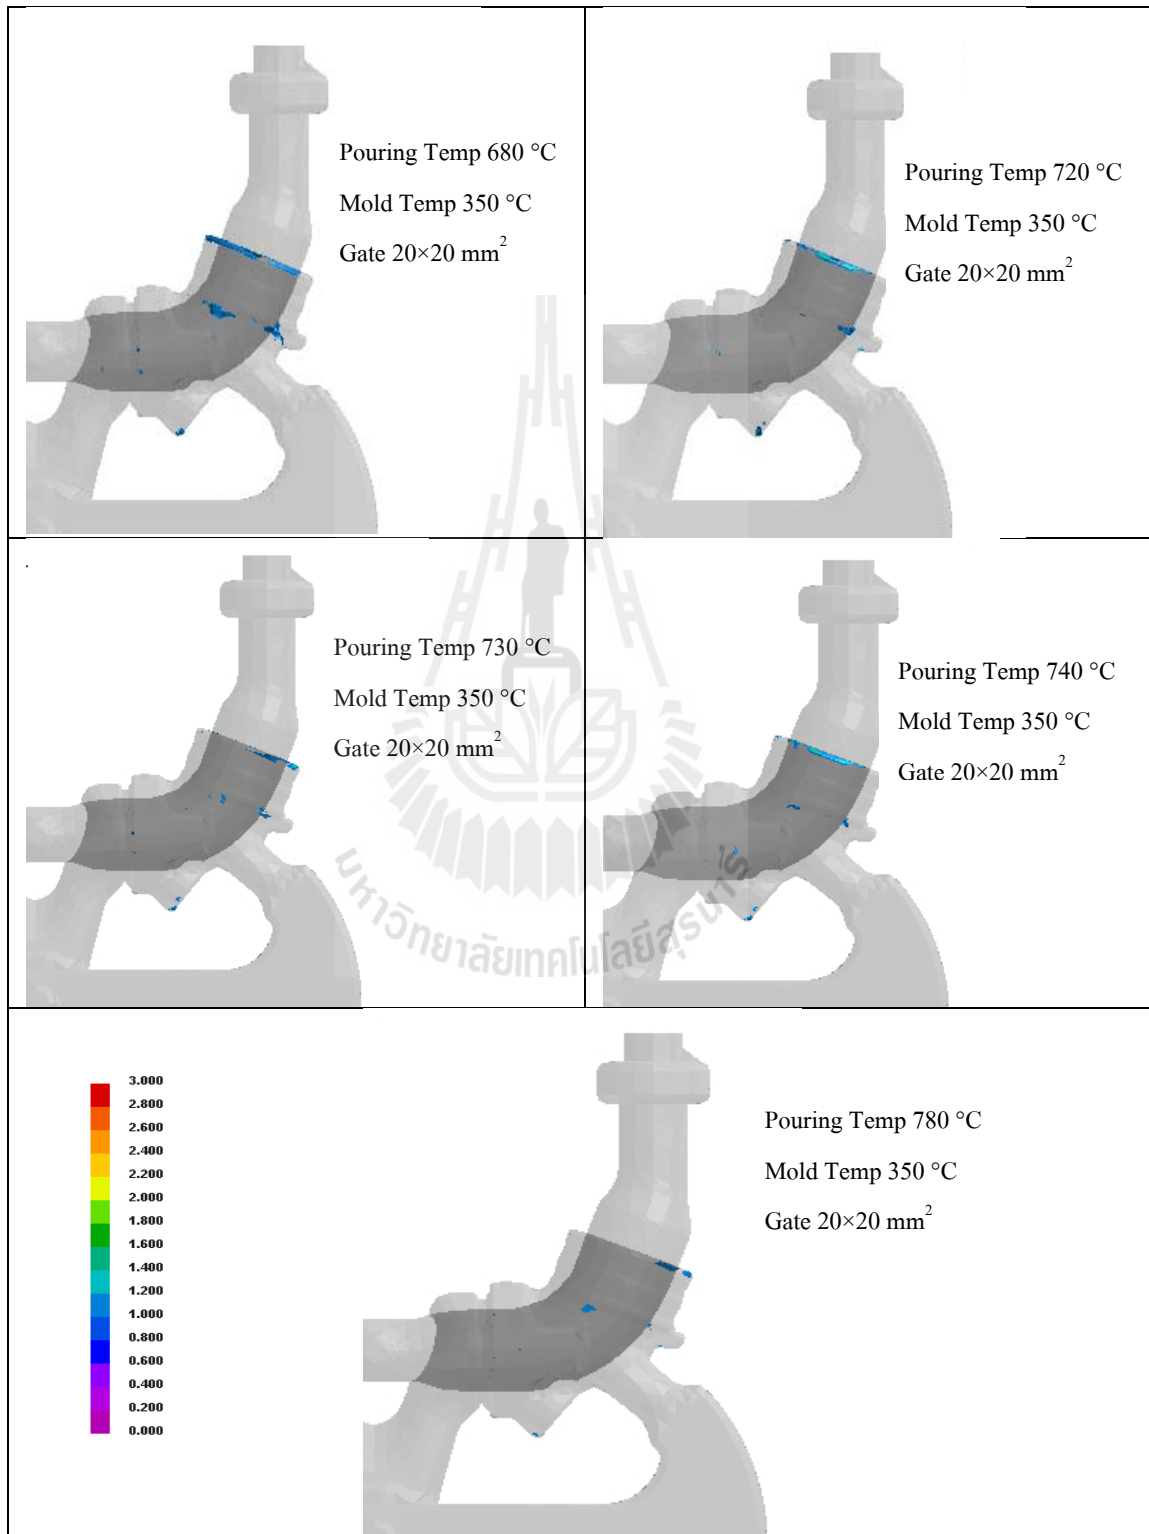 Pouring Temp 680 °C
Mold Temp 350 °C
Gate 20×20 mm²
Pouring Temp 720 °C
Mold Temp 350 °C
Gate 20×20 mm²
Pouring Temp 730 °C
Mold Temp 350 °C
Gate 20×20 mm²
Pouring Temp 740 °C
Mold Temp 350 °C
Gate 20×20 mm²
มหาวิทยาลัยเทคโนโลยีสุรนารี
3.000
2.800
2.600
2.400
2.200
2.000
1.800
1.600
1.400
1.200
1.000
0.800
0.600
0.400
0.200
0.000
Pouring Temp 780 °C
Mold Temp 350 °C
Gate 20×20 mm²